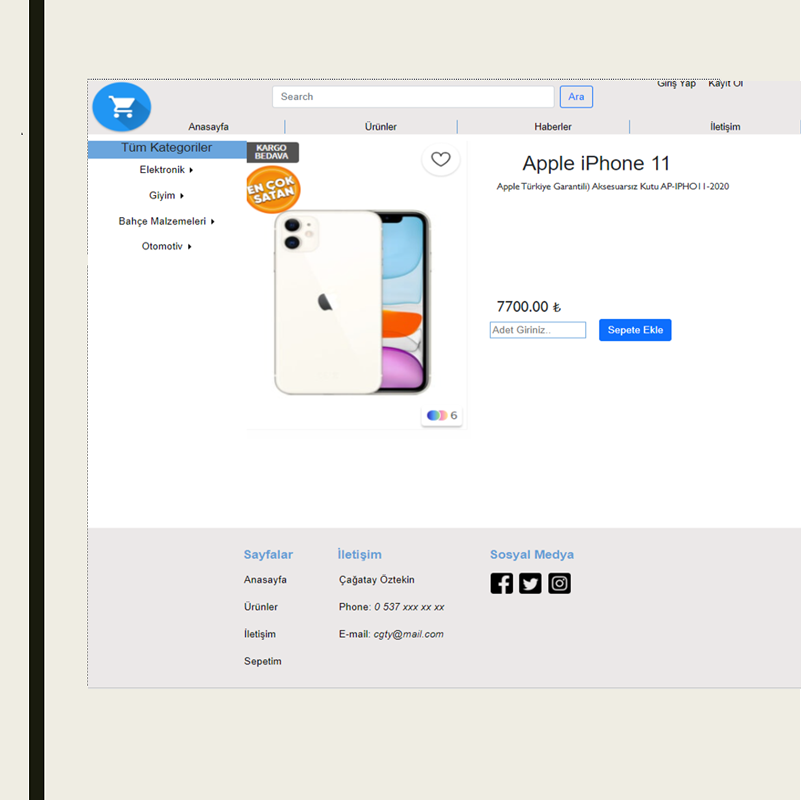 Giriş Yap Kayıt Ol
Search
Ara
Anasayfa
Ürünler
Haberler
İletişim
Tüm Kategoriler
Elektronik
Giyim
Bahçe Malzemeleri
Otomotiv
KARGO
BEDAVA
EN ÇOK
SATAN
6
Apple iPhone 11
Apple Türkiye Garantili) Aksesuarsız Kutu AP-IPHO11-2020
7700.00 ₺
Adet Giriniz..
Sepete Ekle
Sayfalar
Anasayfa
Ürünler
İletişim
Sepetim
İletişim
Çağatay Öztekin
Phone: 0 537 xxx xx xx
E-mail: cgty@mail.com
Sosyal Medya